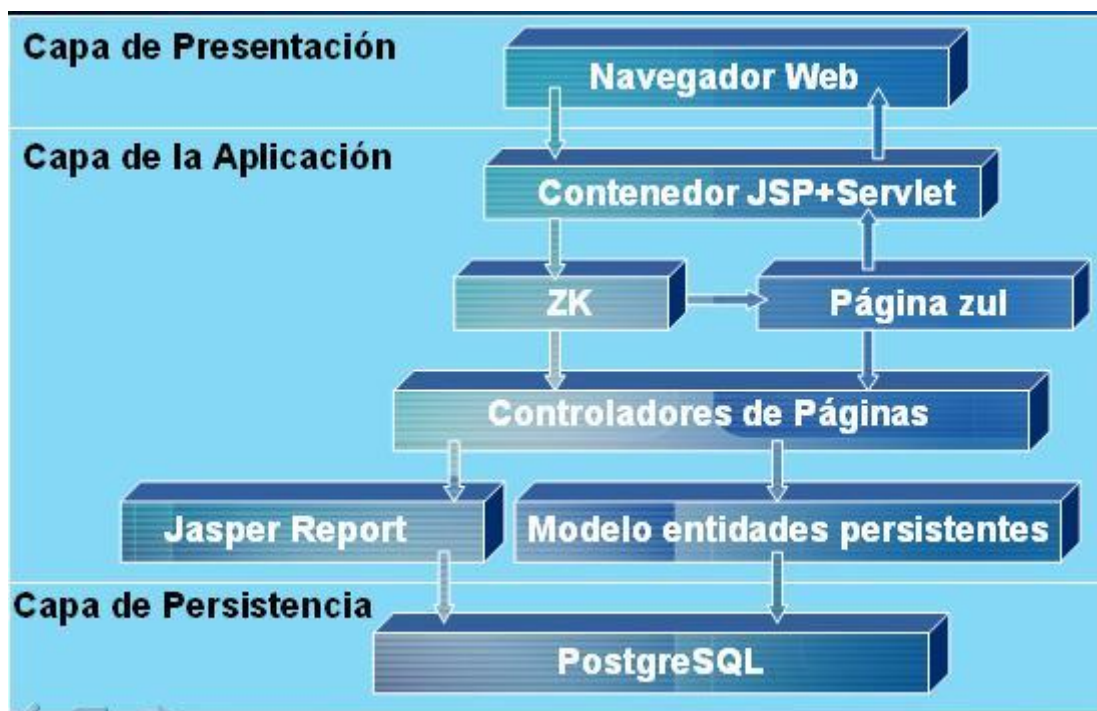 Capa de Presentación
Navegador Web
Capa de la Aplicación
Contenedor JSP+Servlet
ZK
Página zul
Controladores de Páginas
Jasper Report
Modelo entidades persistentes
Capa de Persistencia
PostgreSQL